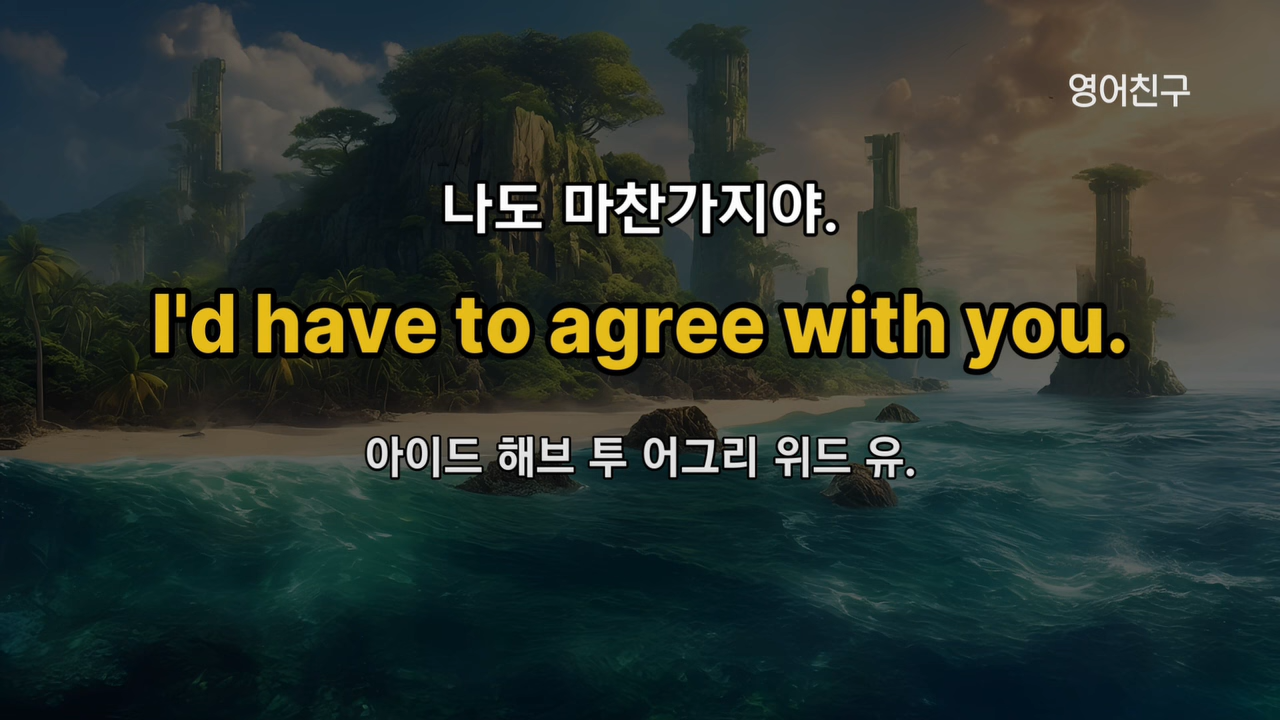 영어친구
나도 마찬가지야.
I'd have to agree with you.
아이드 해브 투 어그리 위드 유.